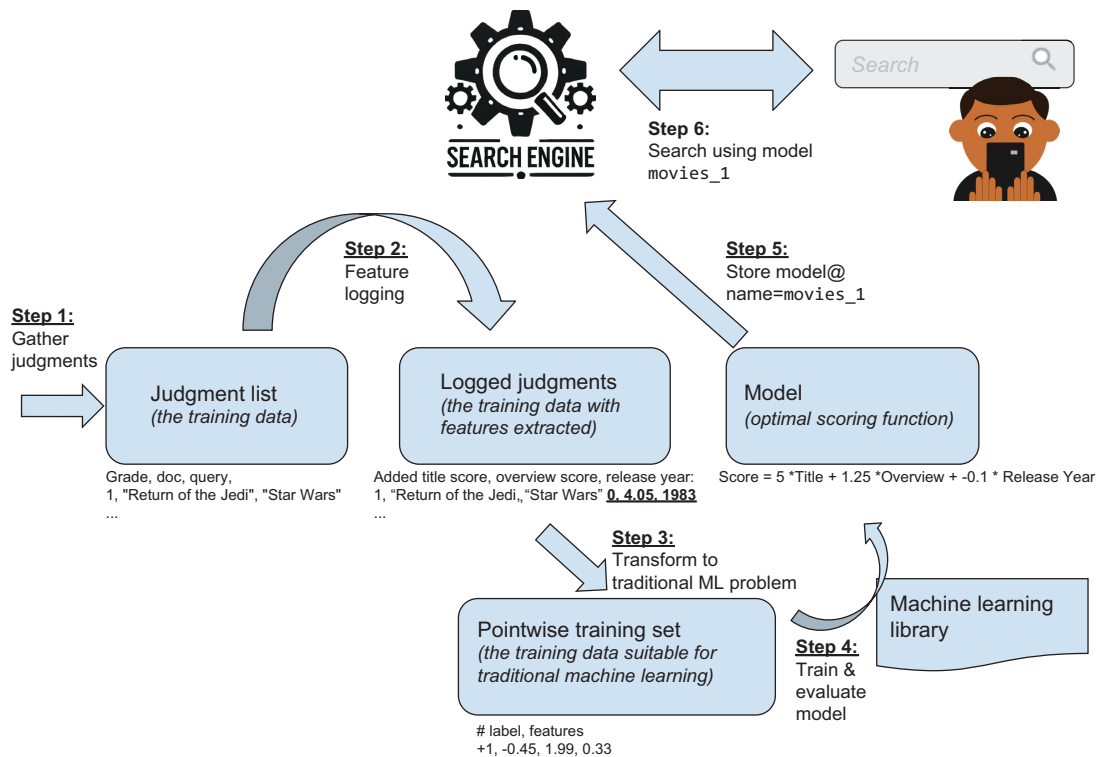 SEARCH ENGINE
Search
Step 6:
Search using model
movies_1
Step 2:
Feature
logging
Step 5:
Store model@
name=movies_1
Step 1:
Gather
judgments
Judgment list
(the training data)
Grade, doc, query,
1, "Return of the Jedi", "Star Wars"
...
Logged judgments
(the training data with
features extracted)
Added title score, overview score, release year:
1, “Return of the Jedi,, “Star Wars” 0, 4.05, 1983
...
Model
(optimal scoring function)
Score = 5 *Title + 1.25 *Overview + -0.1 * Release Year
Step 3:
Transform to
traditional ML problem
Pointwise training set
(the training data suitable for
traditional machine learning)
# label, features
+1, -0.45, 1.99, 0.33
Step 4:
Train &
evaluate
model
Machine learning
library